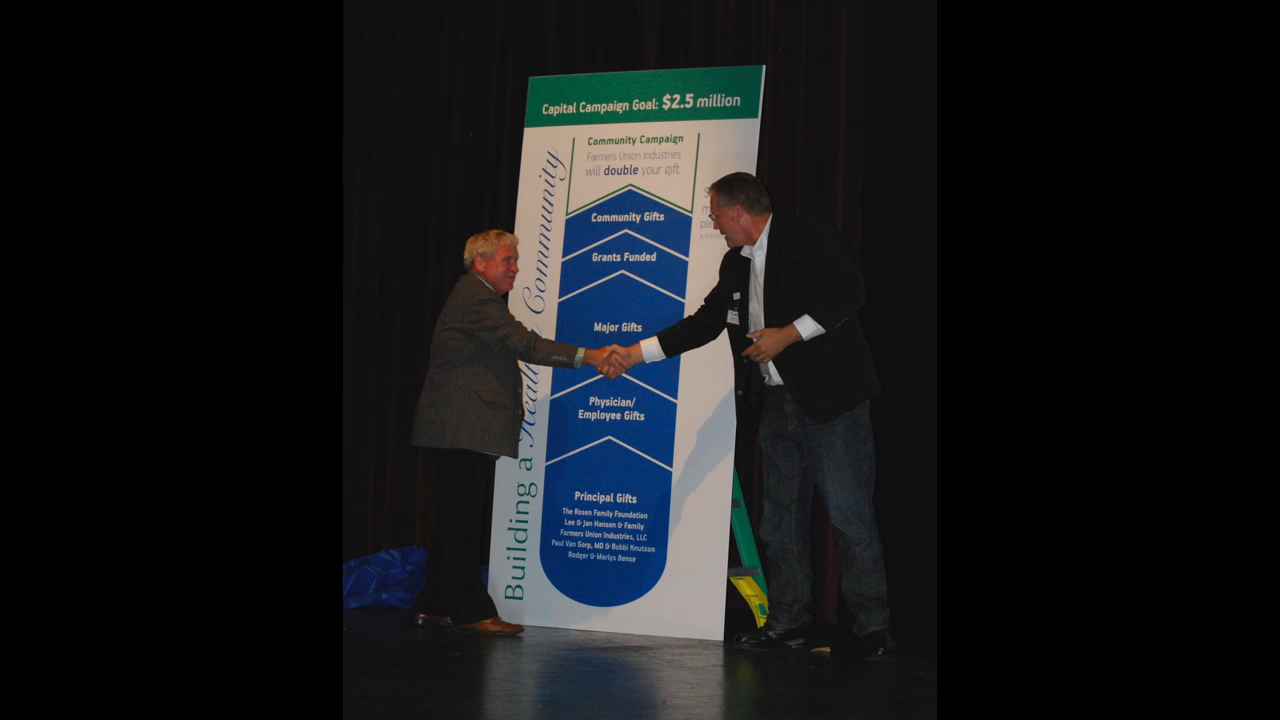 Capital Campaign Goal: $2.5 million
Community Campaign
Farmers Union Industries
will double your gift
Community Gifts
Grants Funded
Major Gifts
Physician/
Employee Gifts
Principal Gifts
The Rosen Family Foundation
Lee & Jan Hanson & Family
Farmers Union Industries, LLC
Paul Van Gorp, MD & Bobbi Knutson
Rodger & Marlys Bense
Building a Community